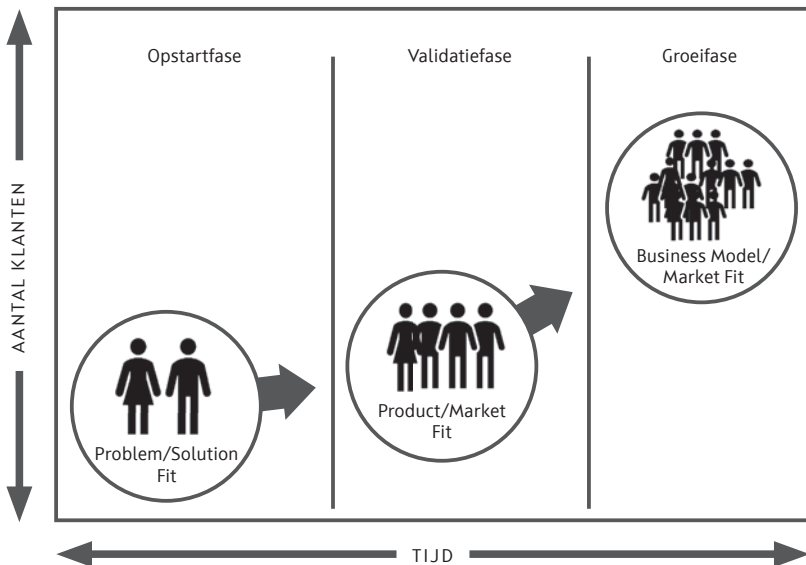 Opstartfase
Validatiefase
Groeifase
AANTAL KLANTEN
Business Model/
Market Fit
Product/Market
Fit
Problem/Solution
Fit
TIJD